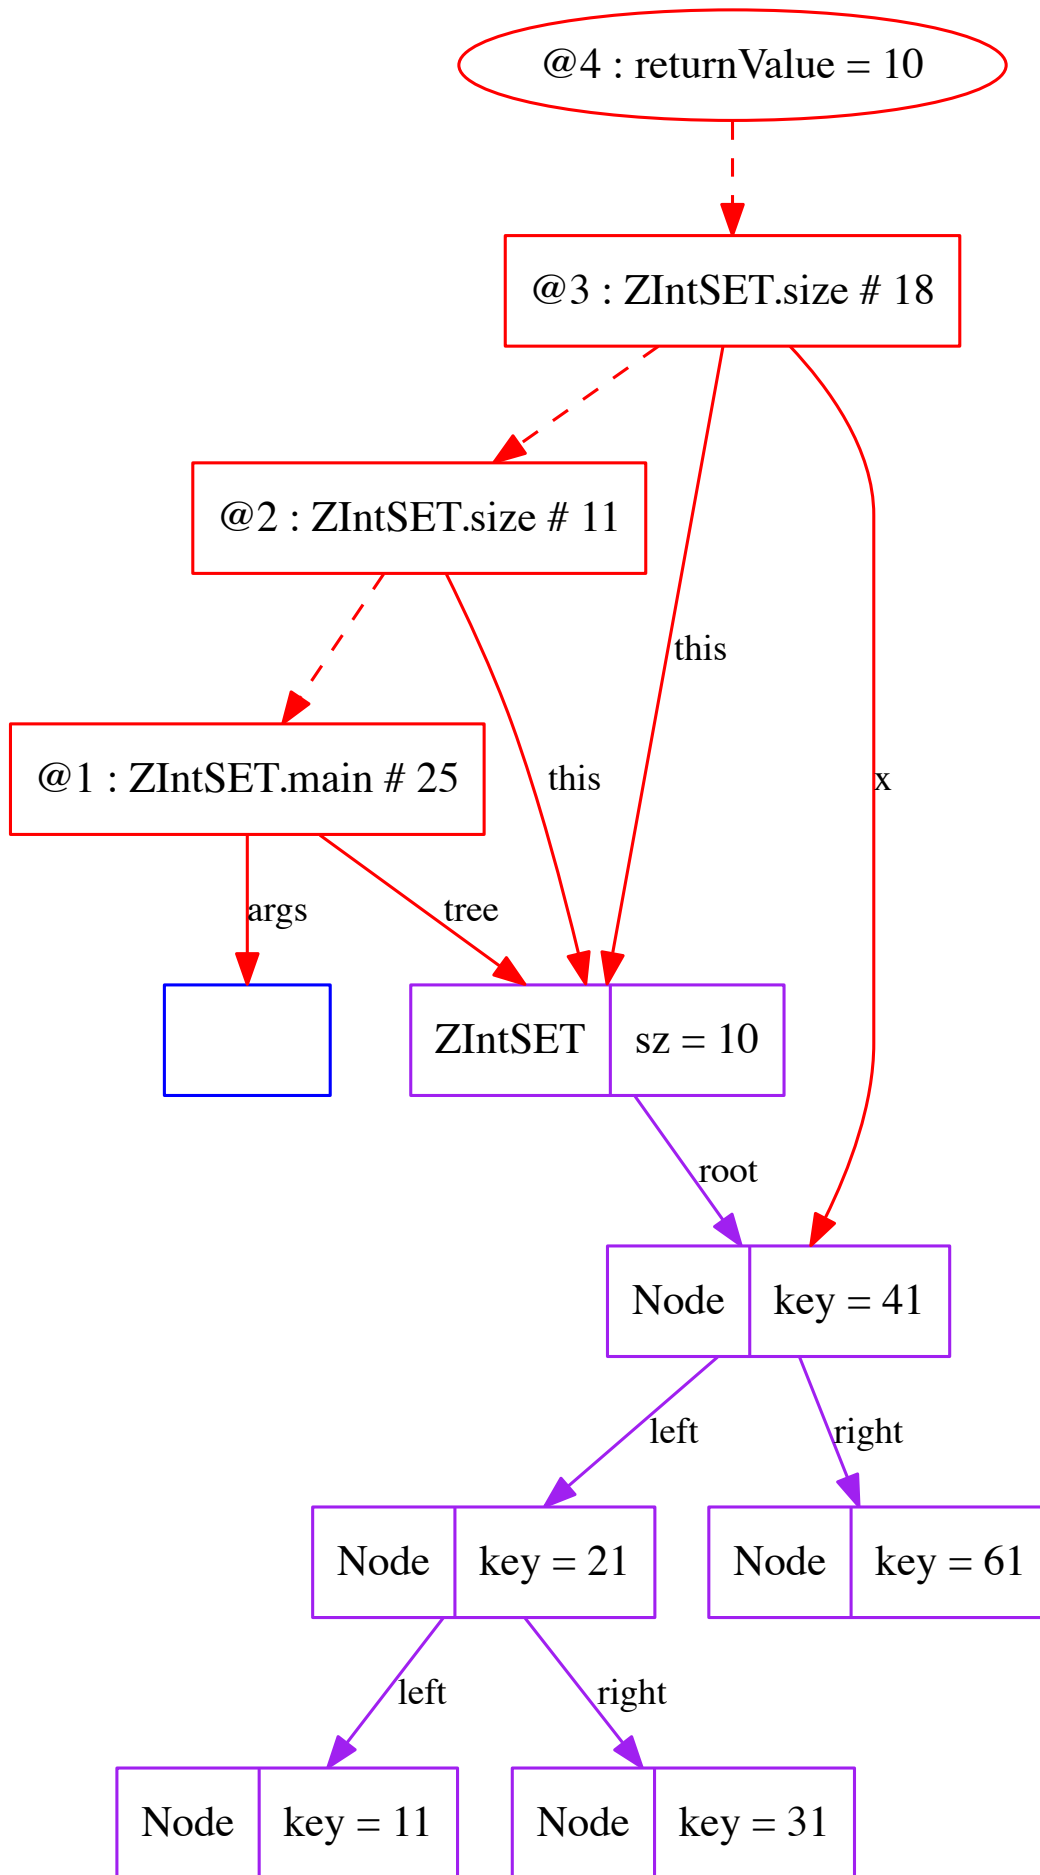 @4 : returnValue = 10
@3 : ZIntSET.size # 18
@2 : ZIntSET.size # 11
this
@1 : ZIntSET.main # 25
this
x
args
tree
ZIntSET
sz = 10
root
Node
key = 41
left
right
Node
key = 21
Node
key = 61
left
right
Node
key = 11
Node
key = 31